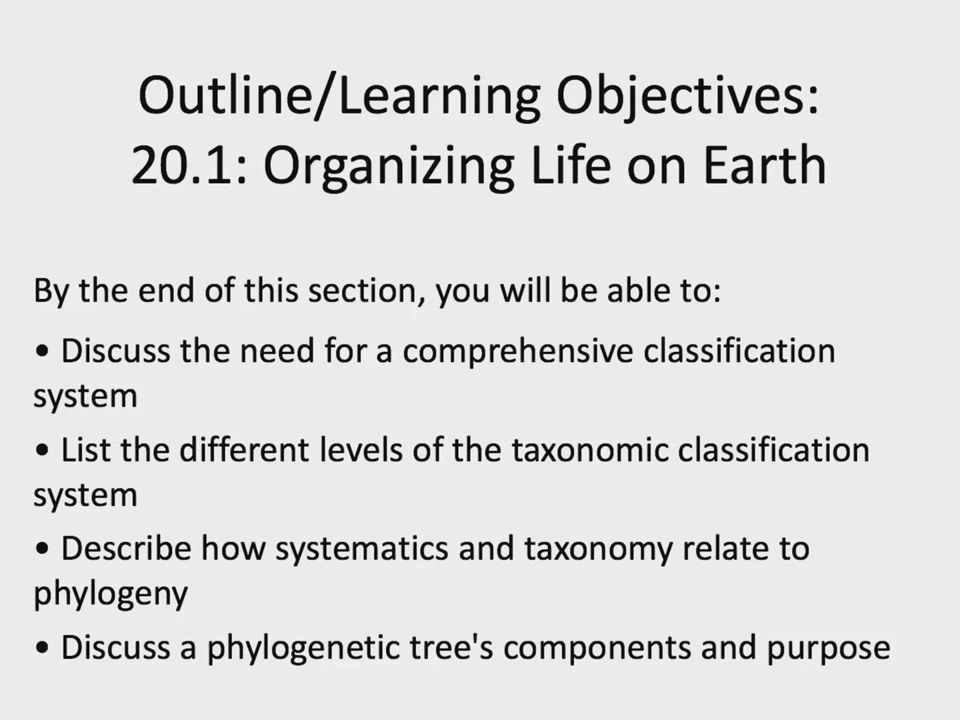 Outline/Learning Objectives:
20.1: Organizing Life on Earth
By the end of this section, you will be able to:
• Discuss the need for a comprehensive classification
system
• List the different levels of the taxonomic classification
system
• Describe how systematics and taxonomy relate to
phylogeny
• Discuss a phylogenetic tree's components and purpose